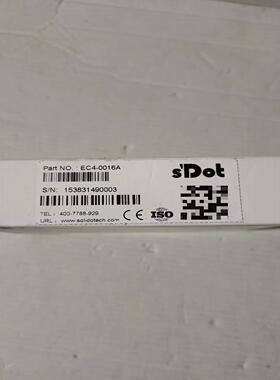 Part NO. : EC4-0016A
s'Dot
S/N: 153831490003
TEL : 400-7788-929
CE ISO
URL : www.solidotech.com